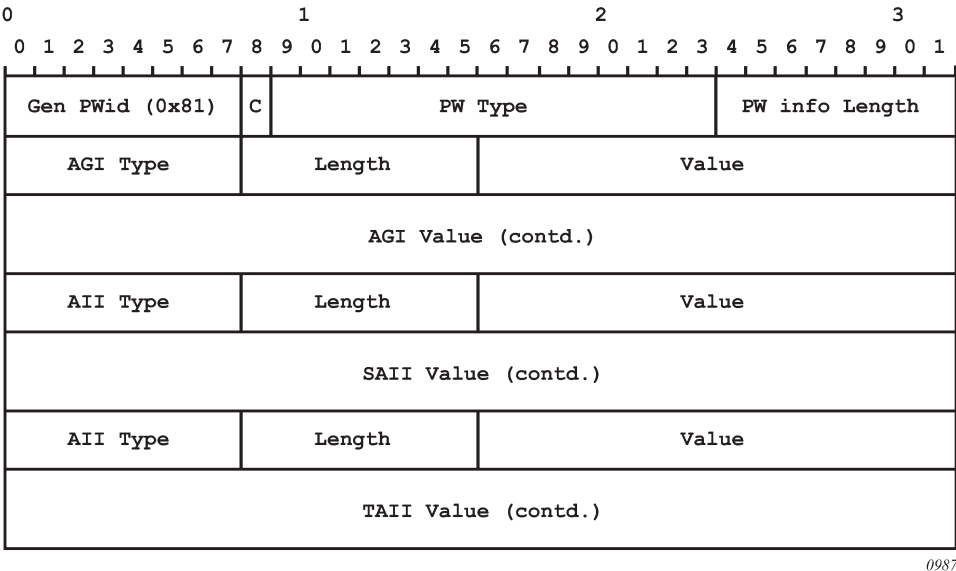 0 1 2 3
0 1 2 3 4 5 6 7 8 9 0 1 2 3 4 5 6 7 8 9 0 1 2 3 4 5 6 7 8 9 0 1
Gen PWid (0x81) C PW Type PW info Length
AGI Type Length Value
AGI Value (contd.)
AII Type Length Value
SAII Value (contd.)
AII Type Length Value
TAII Value (contd.)
0987